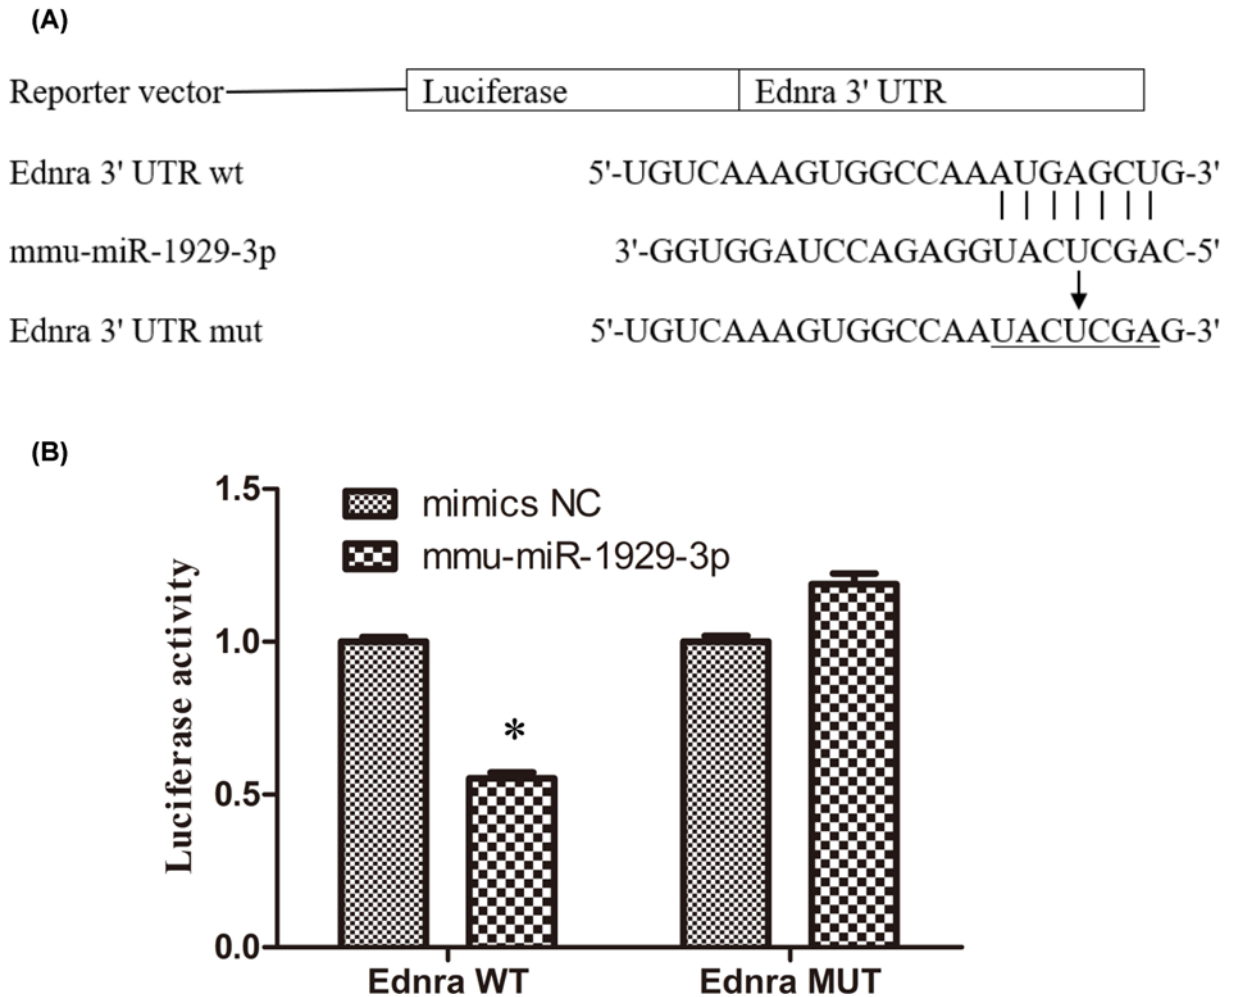 (A)
Reporter vector Luciferase Ednra 3' UTR
Ednra 3' UTR wt 5'-UGUCAAAGUGGCCAAAUGAGCUG-3'
mmu-miR-1929-3p 3'-GGUGGAUCCAGAGGUACUCGAC-5'
Ednra 3' UTR mut 5'-UGUCAAAGUGGCCAAUACUCGAG-3'
(B)
1.5
mimics NC
mmu-miR-1929-3p
1.0
*
0.5
0.0
Luciferase activity
Ednra WT Ednra MUT